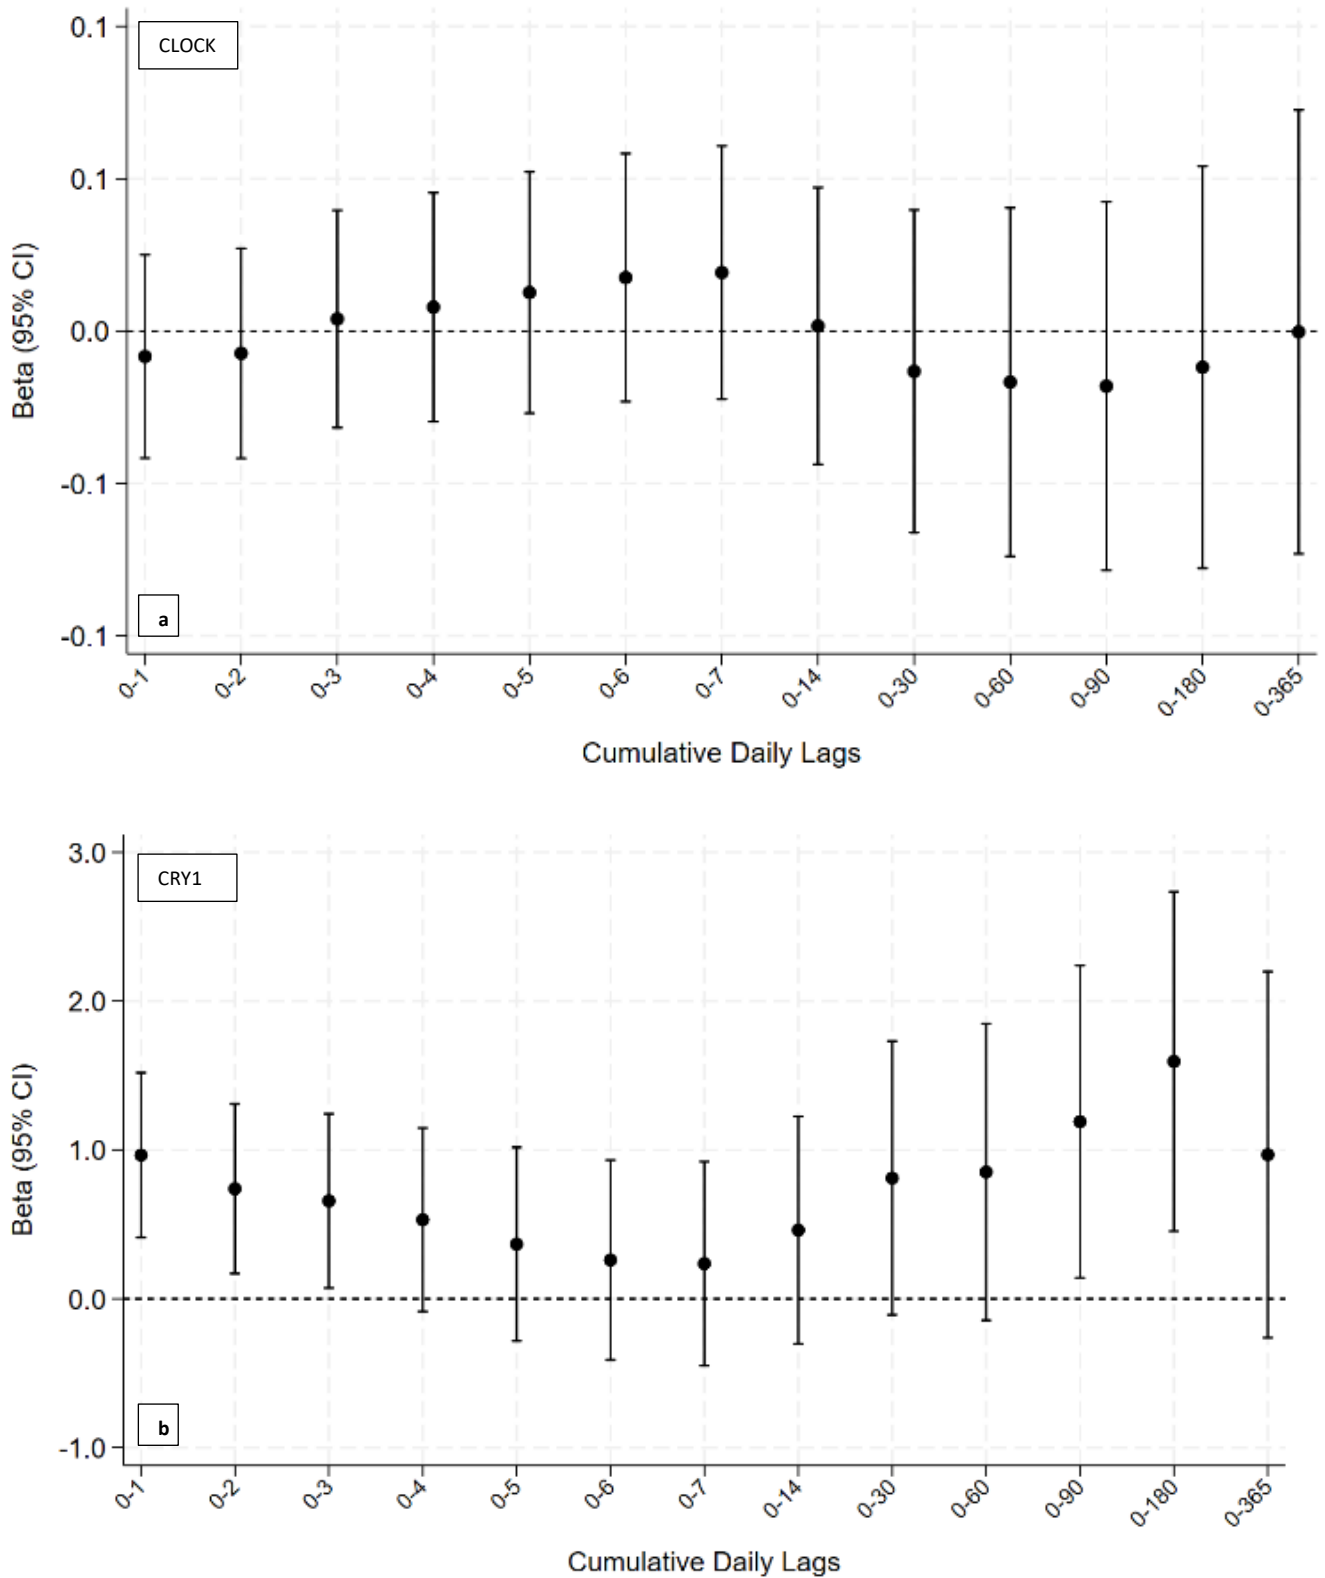 CLOCK
0.1
0.1
0.0
-0.1
-0.1
Beta (95% CI)
a
0-1 0-2 0-3 0-4 0-5 0-6 0-7 0-14 0-30 0-60 0-90 0-180 0-365
Cumulative Daily Lags
CRY1
3.0
2.0
1.0
0.0
-1.0
Beta (95% CI)
b
0-1 0-2 0-3 0-4 0-5 0-6 0-7 0-14 0-30 0-60 0-90 0-180 0-365
Cumulative Daily Lags